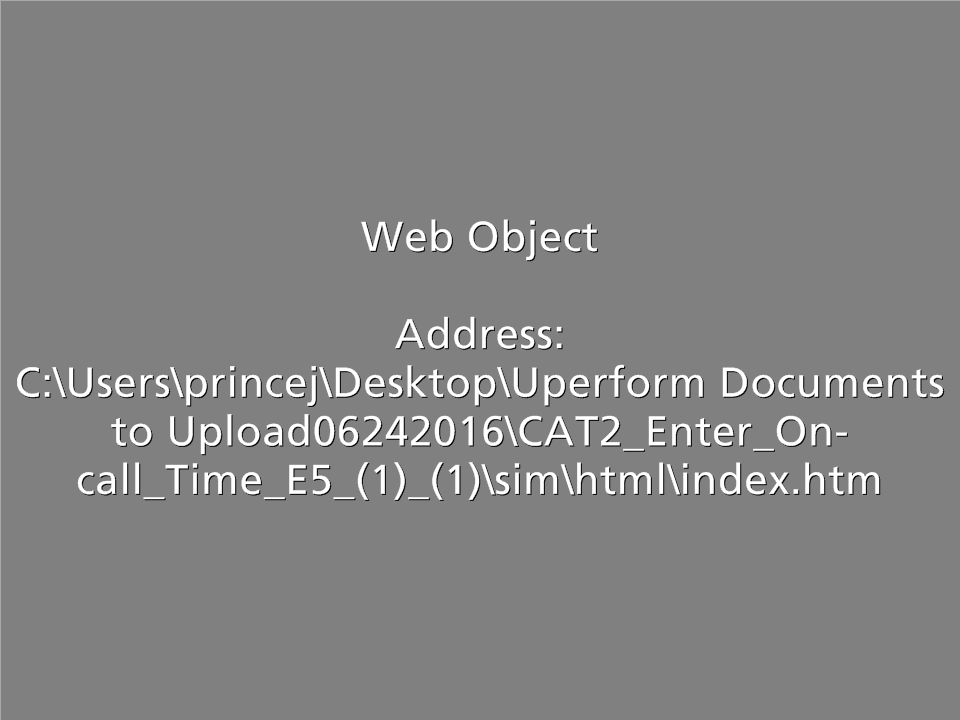 Web Object
Address:
C:\Users\princej\Desktop\Uperform Documents
to Upload06242016\CAT2_Enter_On-
call_Time_E5_(1)_(1)\sim\html\index.htm